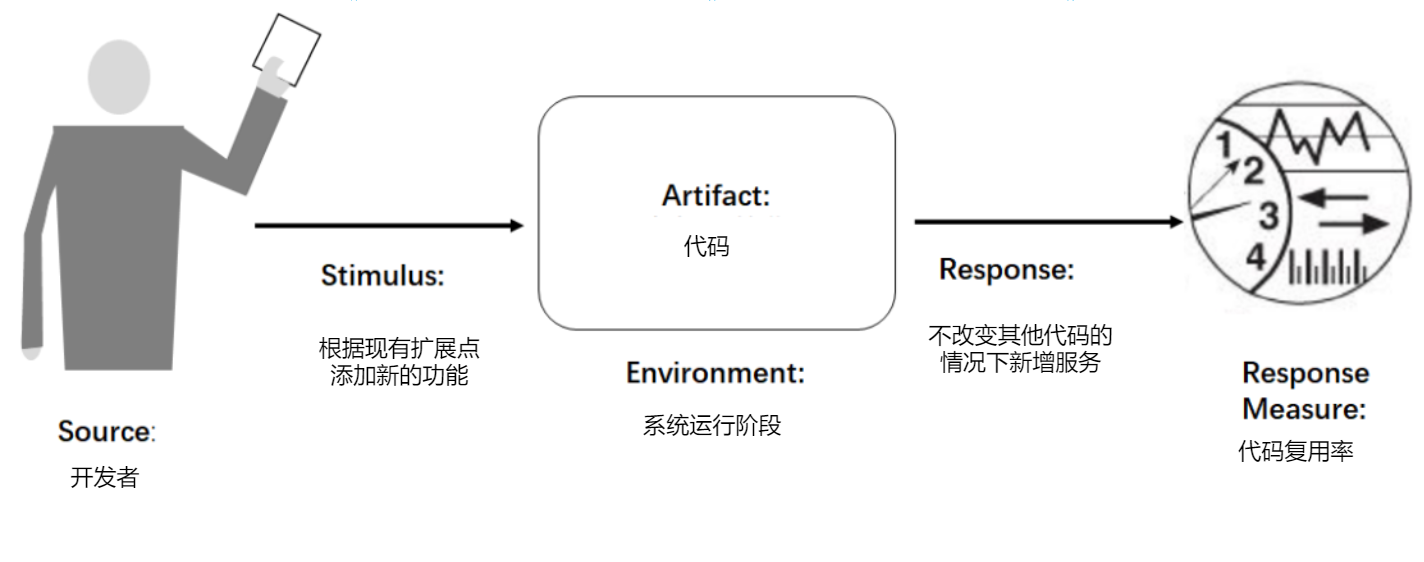 Source:
开发者
Stimulus:
根据现有扩展点
添加新的功能
Artifact:
代码
Environment:
系统运行阶段
Response:
不改变其他代码的
情况下新增服务
1
2
3
4
Response
Measure:
代码复用率